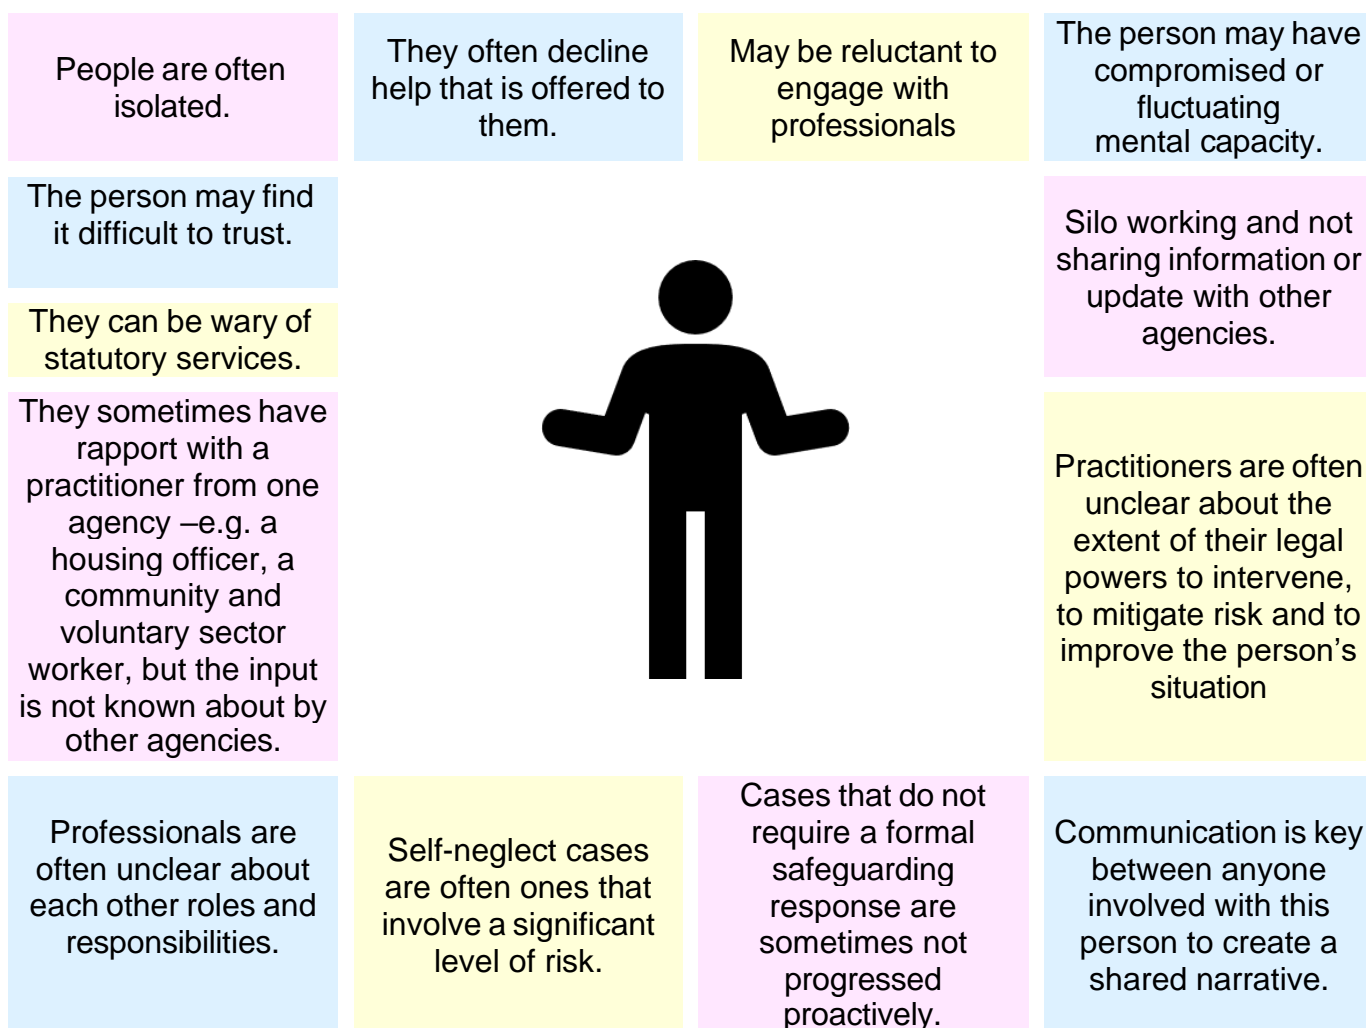 People are often
isolated.
They often decline
help that is offered to
them.
May be reluctant to
engage with
professionals
The person may have
compromised or
fluctuating
mental capacity.
The person may find
it difficult to trust.
Silo working and not
sharing information or
update with other
agencies.
They can be wary of
statutory services.
They sometimes have
rapport with a
practitioner from one
agency –e.g. a
housing officer, a
community and
voluntary sector
worker, but the input
is not known about by
other agencies.
Practitioners are often
unclear about the
extent of their legal
powers to intervene,
to mitigate risk and to
improve the person’s
situation
Professionals are
often unclear about
each other roles and
responsibilities.
Self-neglect cases
are often ones that
involve a significant
level of risk.
Cases that do not
require a formal
safeguarding
response are
sometimes not
progressed
proactively.
Communication is key
between anyone
involved with this
person to create a
shared narrative.